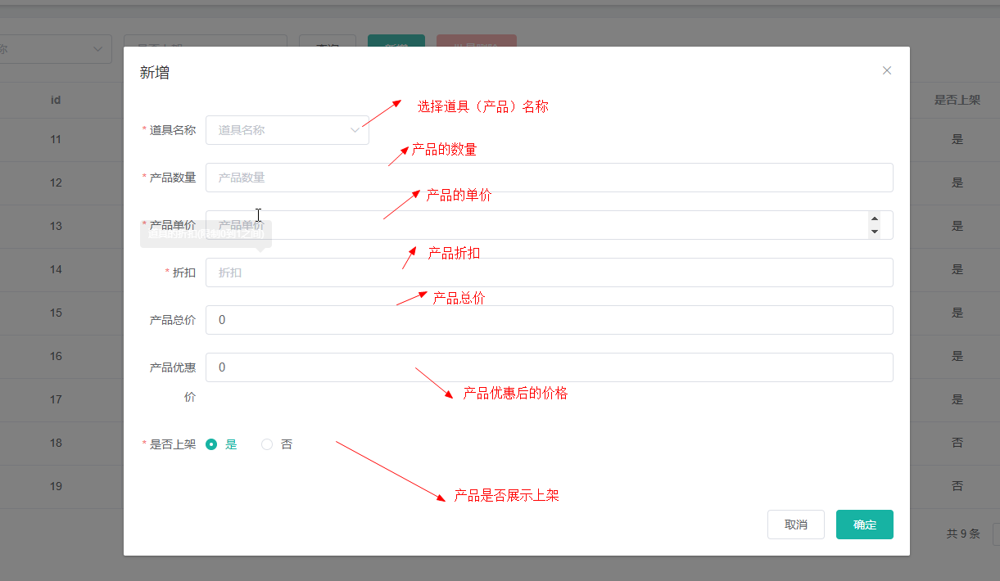 新增
选择道具（产品）名称
* 道具名称 道具名称
产品的数量
* 产品数量 产品数量
产品的单价
* 产品单价 产品单价
产品折扣
* 折扣 折扣
产品总价
产品总价 0
产品优惠价 0
产品优惠后的价格
* 是否上架 是 否
产品是否展示上架
取消 确定
id 是否上架
11 是
12 是
13 是
14 是
15 是
16 是
17 是
18 否
19 否
共 9 条